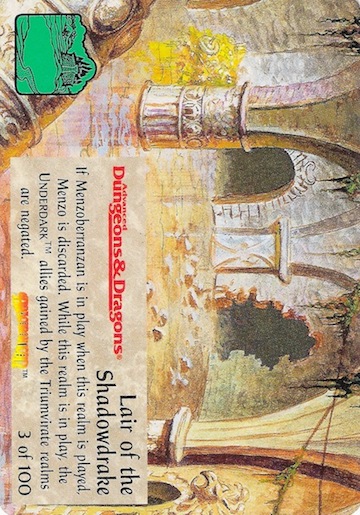 Lair of the
Shadowdrake
Advanced
Dungeons & Dragons®
If Menzoberranzan is in play when this realm is played,
Menzo is discarded. While this realm is in play, the
UNDERDARK™ allies gained by the Triumvirate realms
are negated.
™
3 of 100